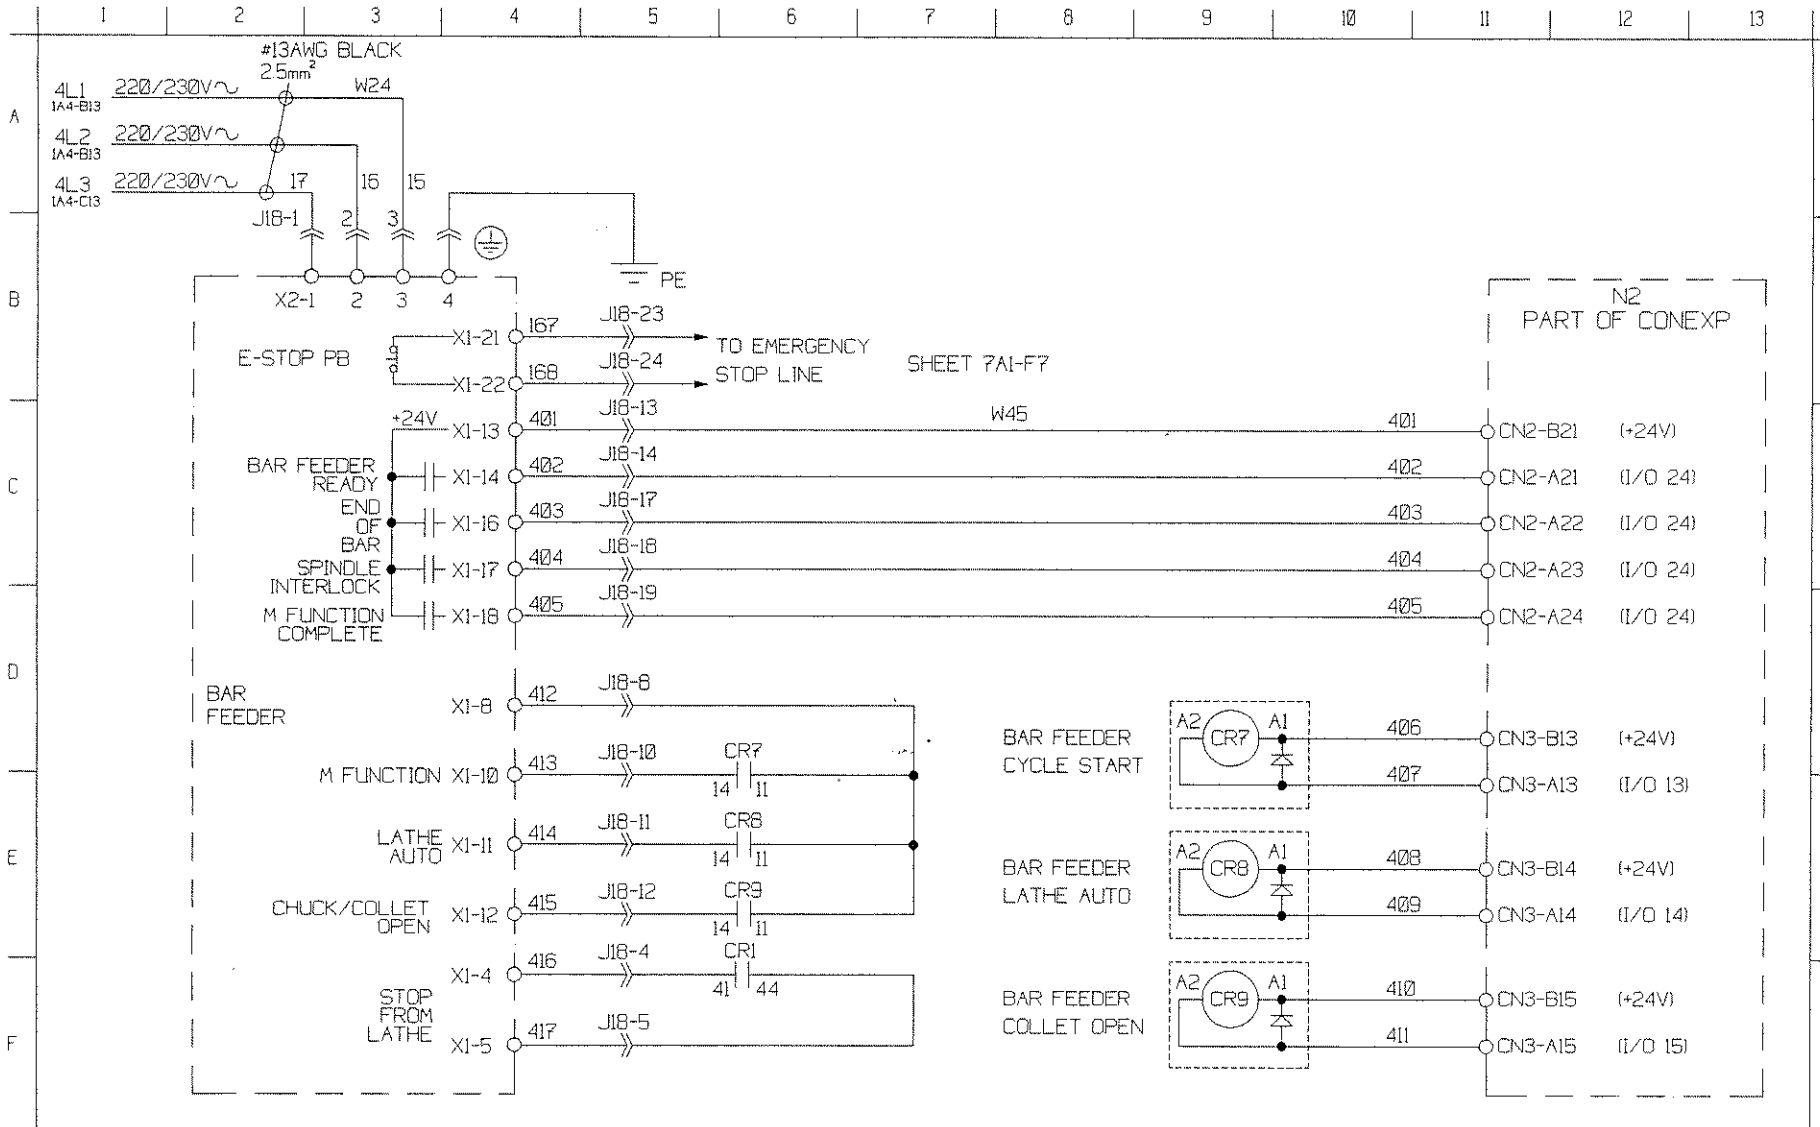 1 2 3 4 5 6 7 8 9 10 11 12 13
A
B
C
D
E
F
#13AWG BLACK
2.5mm²
4L1 220/230V~ W24
1A4-B13
4L2 220/230V~
1A4-B13
4L3 220/230V~ 17 16 15
1A4-C13
J18-1 2 3
PE
X2-1 2 3 4
N2
PART OF CONEXP
E-STOP PB
X1-21 167 J18-23
X1-22 168 J18-24
TO EMERGENCY
STOP LINE
SHEET 7A1-F7
+24V X1-13 401 J18-13 W45 401 CN2-B21 (+24V)
BAR FEEDER
READY
X1-14 402 J18-14 402 CN2-A21 (I/O 24)
END
OF
BAR
X1-16 403 J18-17 403 CN2-A22 (I/O 24)
SPINDLE
INTERLOCK
X1-17 404 J18-18 404 CN2-A23 (I/O 24)
M FUNCTION
COMPLETE
X1-18 405 J18-19 405 CN2-A24 (I/O 24)
BAR
FEEDER
X1-8 412 J18-8
M FUNCTION X1-10 413 J18-10 CR7
14 11
LATHE
AUTO
X1-11 414 J18-11 CR8
14 11
CHUCK/COLLET
OPEN
X1-12 415 J18-12 CR9
14 11
X1-4 416 J18-4 CR1
41 44
STOP
FROM
LATHE
X1-5 417 J18-5
BAR FEEDER
CYCLE START
A2 CR7 A1 406 CN3-B13 (+24V)
407 CN3-A13 (I/O 13)
BAR FEEDER
LATHE AUTO
A2 CR8 A1 408 CN3-B14 (+24V)
409 CN3-A14 (I/O 14)
BAR FEEDER
COLLET OPEN
A2 CR9 A1 410 CN3-B15 (+24V)
411 CN3-A15 (I/O 15)